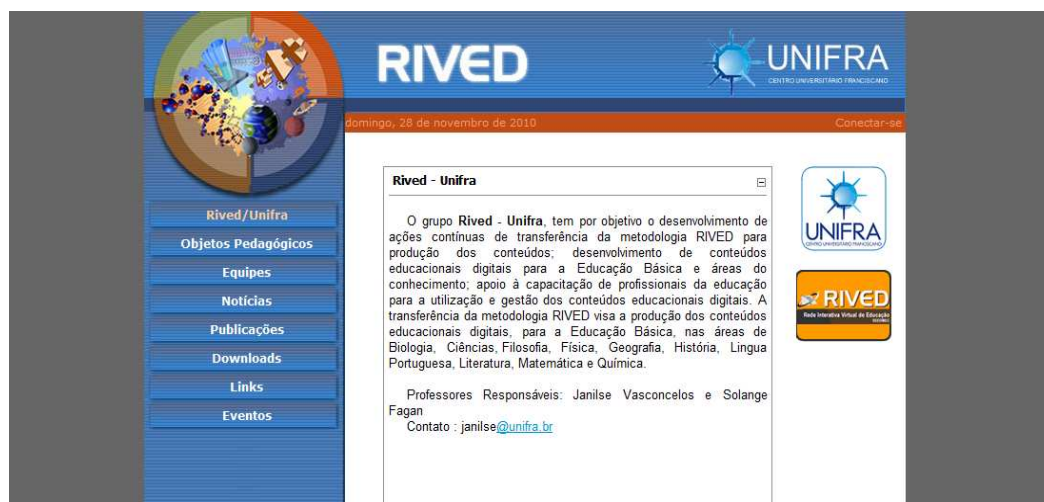 RIVED
UNIFRA
CENTRO UNIVERSITÁRIO FRANCISCANO
domingo, 28 de novembro de 2010
Conectar-se
Rived/Unifra
Objetos Pedagógicos
Equipes
Notícias
Publicações
Downloads
Links
Eventos
Rived - Unifra
O grupo Rived - Unifra, tem por objetivo o desenvolvimento de
ações contínuas de transferência da metodologia RIVED para
produção dos conteúdos; desenvolvimento de conteúdos
educacionais digitais para a Educação Básica e áreas do
conhecimento; apoio à capacitação de profissionais da educação
para a utilização e gestão dos conteúdos educacionais digitais. A
transferência da metodologia RIVED visa a produção dos conteúdos
educacionais digitais, para a Educação Básica, nas áreas de
Biologia, Ciências, Filosofia, Física, Geografia, História, Lingua
Portuguesa, Literatura, Matemática e Química.
Professores Responsáveis: Janilse Vasconcelos e Solange
Fagan
Contato : janilse@unifra.br
UNIFRA
CENTRO UNIVERSITÁRIO FRANCISCANO
RIVED
Rede Interativa Virtual de Educação